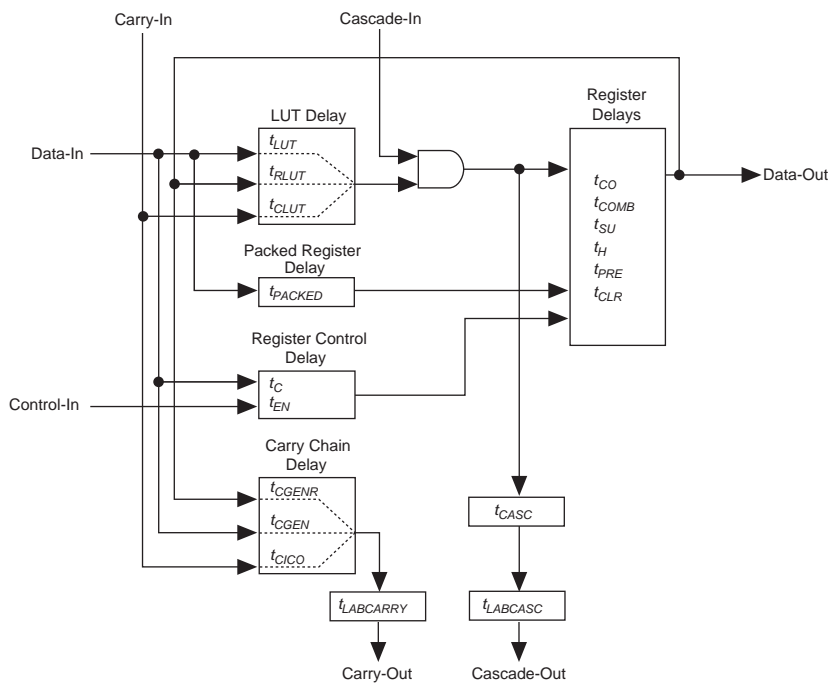 Carry-In
Cascade-In
LUT Delay
Register
Delays
Data-In
tLUT
tRLUT
tCLUT
tCO
tCOMB
tSU
tH
tPRE
tCLR
Data-Out
Packed Register
Delay
tPACKED
Register Control
Delay
tC
tEN
Control-In
Carry Chain
Delay
tCGENR
tCGEN
tCICO
tCASC
tLABCARRY
tLABCASC
Carry-Out
Cascade-Out